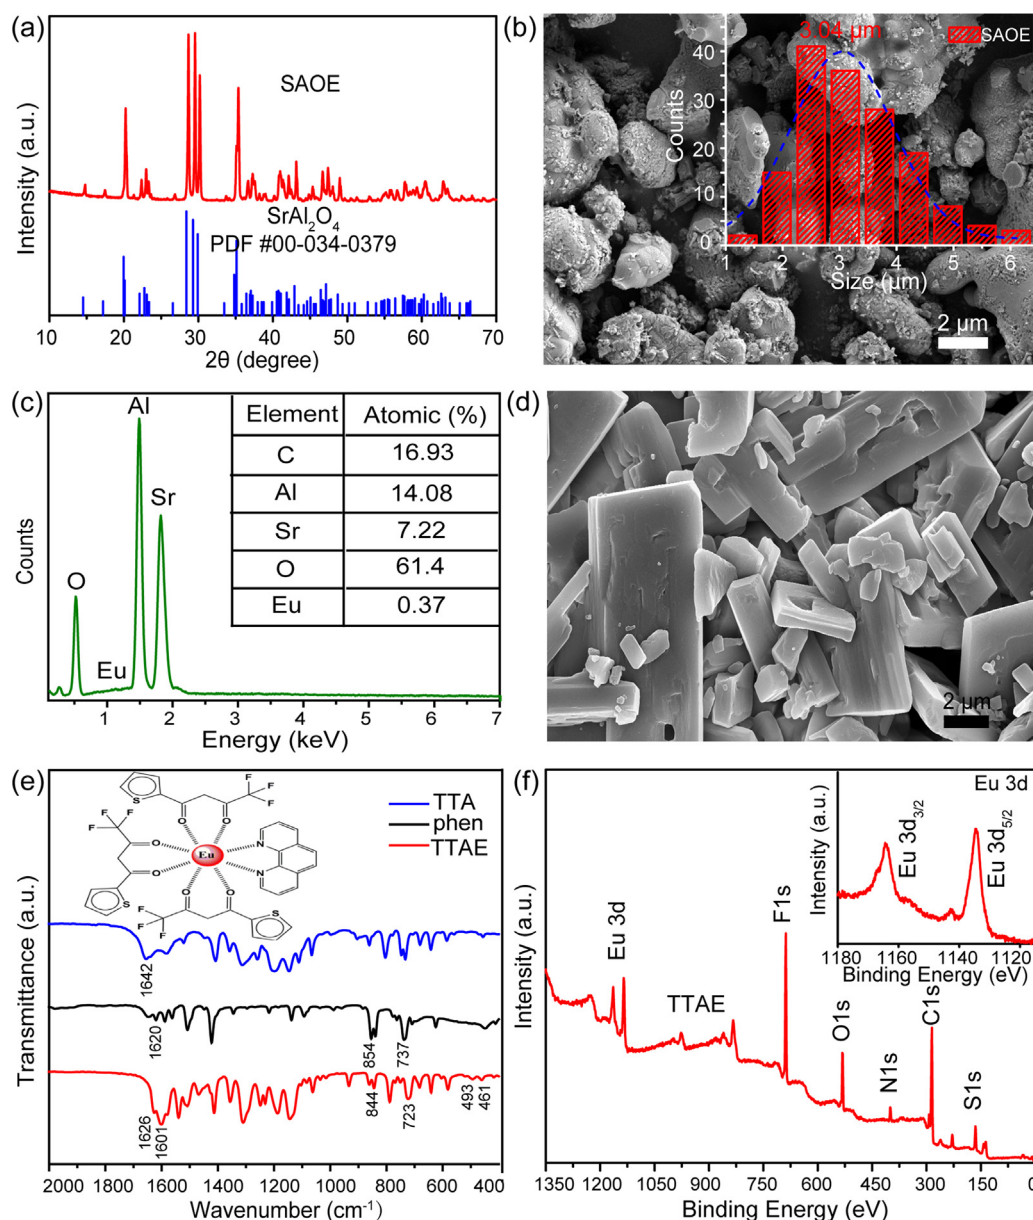 (a)
Intensity (a.u.)
SAOE
SrAl₂O₄
PDF #00-034-0379
10 20 30 40 50 60 70
2θ (degree)
(b)
3.04 μm
SAOE
Counts
40
30
20
10
0
1 2 3 4 5 6
Size (μm)
2 μm
(c)
Counts
O
Eu
Al
Sr
Element Atomic (%)
C 16.93
Al 14.08
Sr 7.22
O 61.4
Eu 0.37
1 2 3 4 5 6 7
Energy (keV)
(d)
2 μm
(e)
Transmittance (a.u.)
TTA
phen
TTAE
S
O
O
F
F
F
F
F
F
O
O
S
Eu
N
N
O
O
F
F
F
S
1642
1620
854
737
1626
1601
844
723
493
461
2000 1800 1600 1400 1200 1000 800 600 400
Wavenumber (cm⁻¹)
(f)
Intensity (a.u.)
Eu 3d
TTAE
F1s
O1s
N1s
C1s
S1s
1350 1200 1050 900 750 600 450 300 150 0
Binding Energy (eV)
Intensity (a.u.)
Eu 3d
Eu 3d₃/₂
Eu 3d₅/₂
1180 1160 1140 1120
Binding Energy (eV)